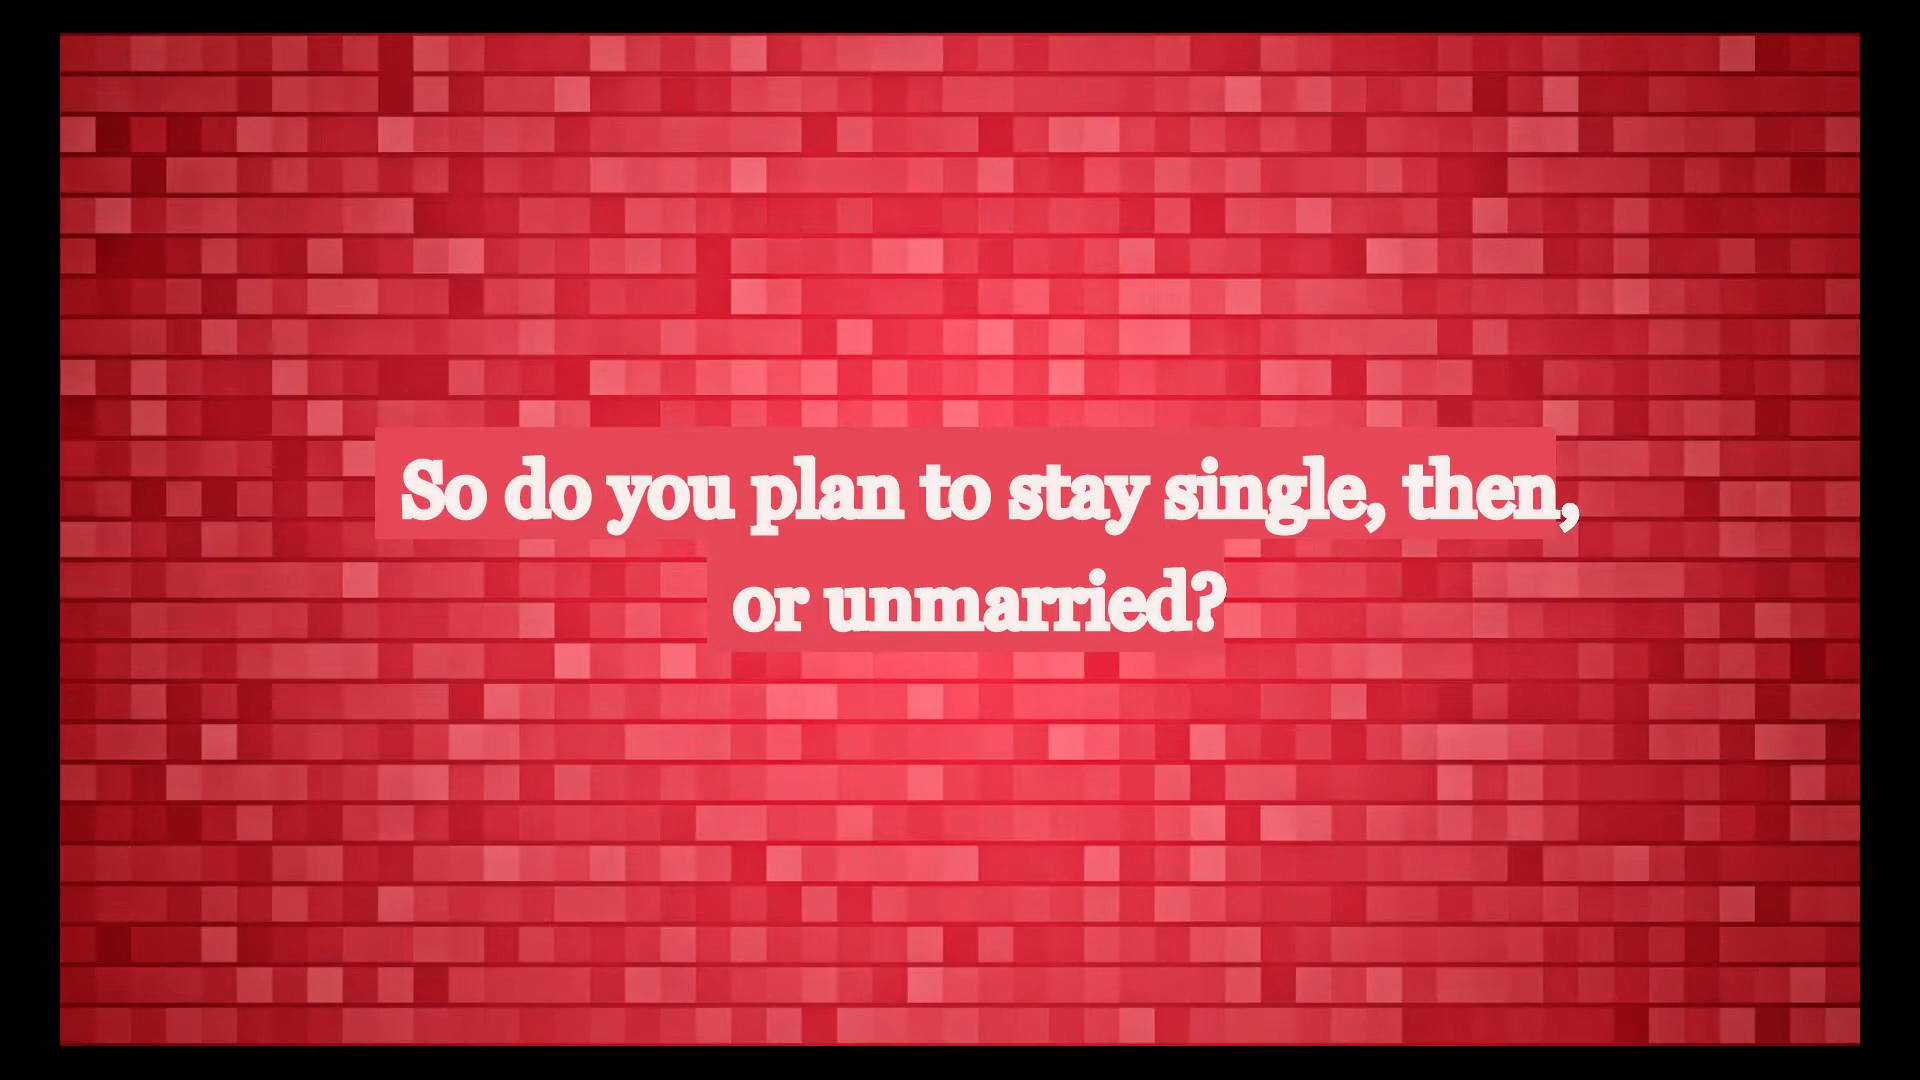 So do you plan to stay single, then,
or unmarried?